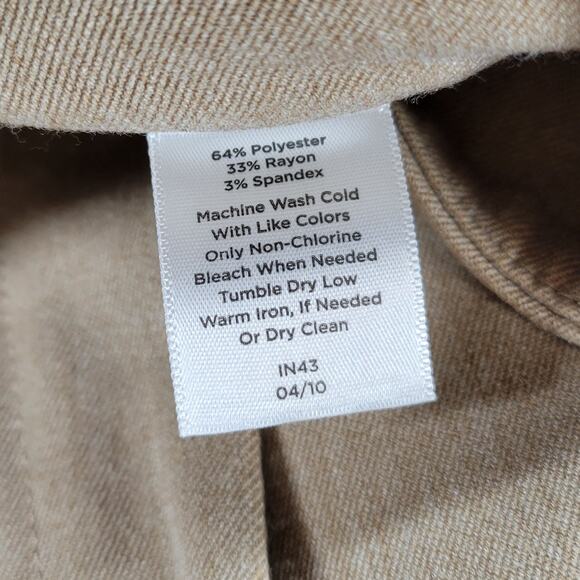 64% Polyester
33% Rayon
3% Spandex
Machine Wash Cold
With Like Colors
Only Non-Chlorine
Bleach When Needed
Tumble Dry Low
Warm Iron, If Needed
Or Dry Clean
IN43
04/10